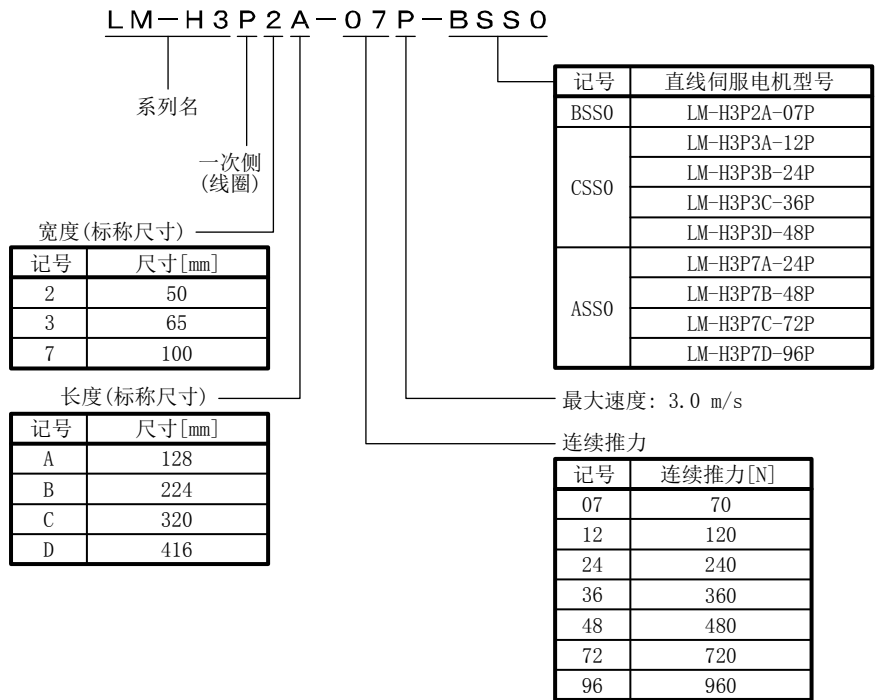 LM-H3P2A-07P-BSS0
系列名
一次侧
(线圈)
宽度(标称尺寸)
记号 尺寸[mm]
2 50
3 65
7 100
长度(标称尺寸)
记号 尺寸[mm]
A 128
B 224
C 320
D 416
记号 直线伺服电机型号
BSS0 LM-H3P2A-07P
CSS0 LM-H3P3A-12P
LM-H3P3B-24P
LM-H3P3C-36P
LM-H3P3D-48P
ASS0 LM-H3P7A-24P
LM-H3P7B-48P
LM-H3P7C-72P
LM-H3P7D-96P
最大速度: 3.0 m/s
连续推力
记号 连续推力[N]
07 70
12 120
24 240
36 360
48 480
72 720
96 960